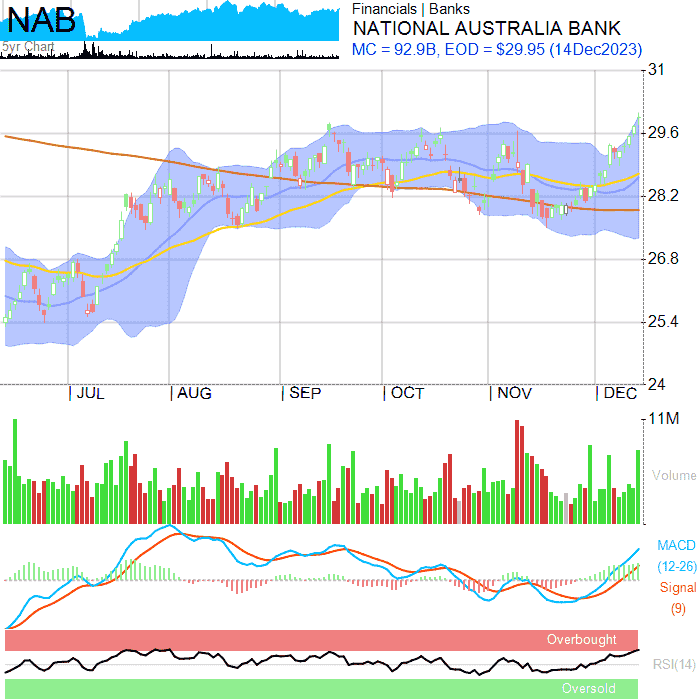 NAB
5yr Chart
Financials | Banks
NATIONAL AUSTRALIA BANK
MC = 92.9B, EOD = $29.95 (14Dec2023)
31
29.6
28.2
26.8
25.4
24
| JUL | AUG | SEP | OCT | NOV | DEC
11M
Volume
MACD
(12-26)
Signal
(9)
Overbought
RSI(14)
Oversold